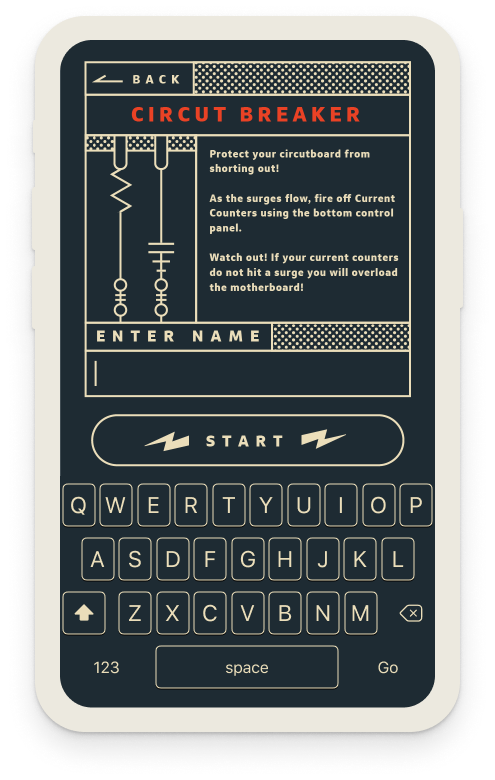 BACK
CIRCUT BREAKER
Protect your circutboard from
shorting out!
As the surges flow, fire off Current
Counters using the bottom control
panel.
Watch out! If your current counters
do not hit a surge you will overload
the motherboard!
ENTER NAME
START
Q W E R T Y U I O P
A S D F G H J K L
Z X C V B N M
123 space Go